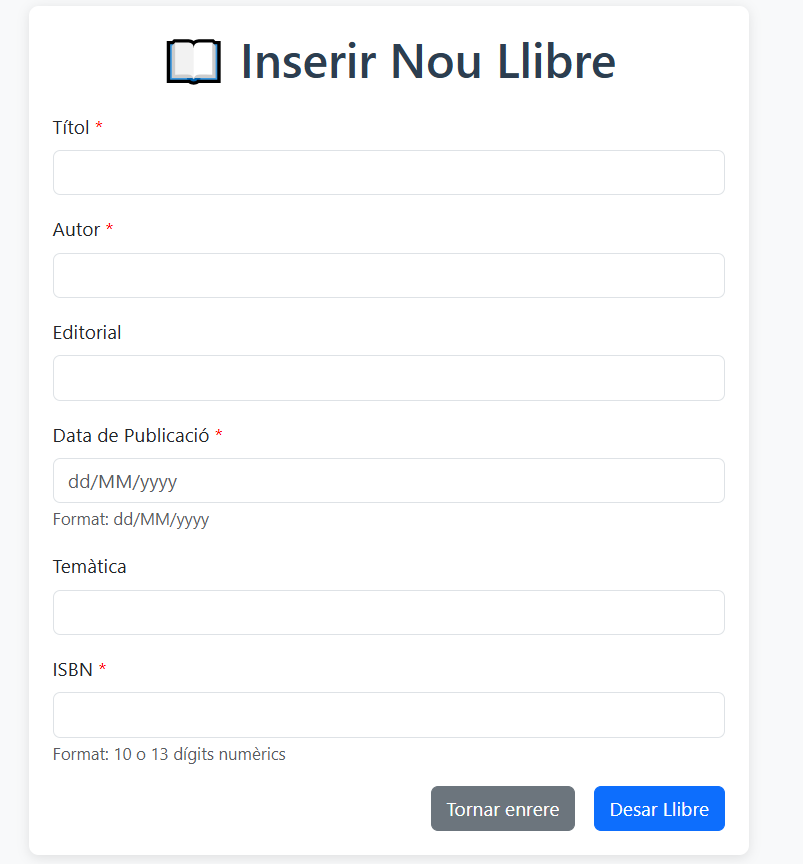 Inserir Nou Llibre
Títol *
Autor *
Editorial
Data de Publicació *
dd/MM/yyyy
Format: dd/MM/yyyy
Temàtica
ISBN *
Format: 10 o 13 dígits numèrics
Tornar enrere Desar Llibre